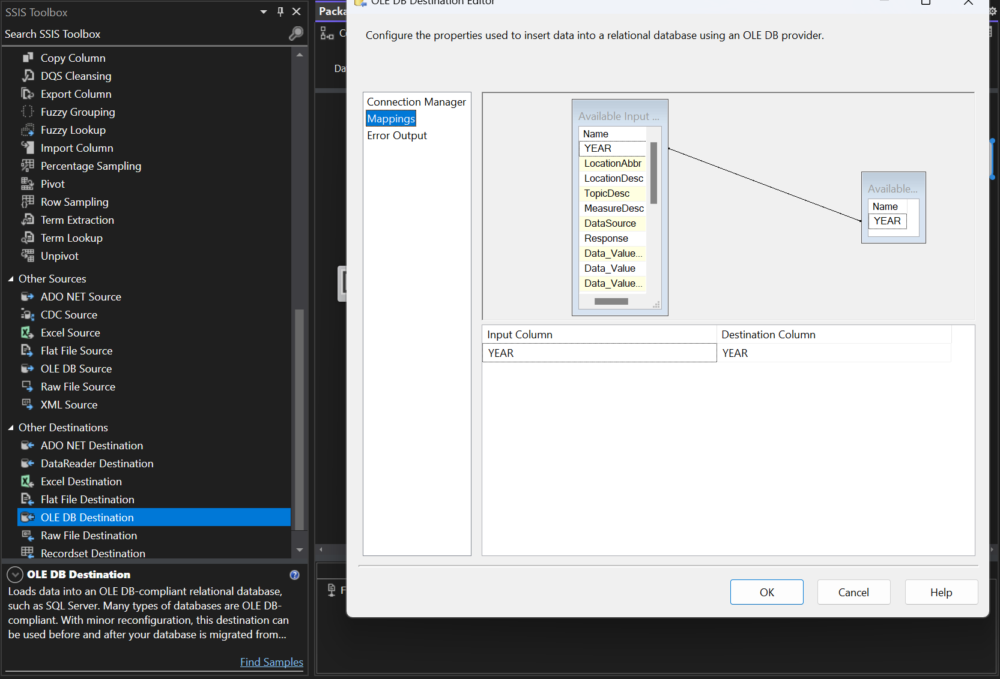 SSIS Toolbox
Search SSIS Toolbox
Copy Column
DQS Cleansing
Export Column
Fuzzy Grouping
Fuzzy Lookup
Import Column
Percentage Sampling
Pivot
Row Sampling
Term Extraction
Term Lookup
Unpivot
Other Sources
ADO NET Source
CDC Source
Excel Source
Flat File Source
OLE DB Source
Raw File Source
XML Source
Other Destinations
ADO NET Destination
DataReader Destination
Excel Destination
Flat File Destination
OLE DB Destination
Raw File Destination
Recordset Destination
OLE DB Destination
Loads data into an OLE DB-compliant relational database,
such as SQL Server. Many types of databases are OLE DB-
compliant. With minor reconfiguration, this destination can
be used before and after your database is migrated from...
Find Samples
Packa
C
Da
F
OLE DB Destination Editor
Configure the properties used to insert data into a relational database using an OLE DB provider.
Connection Manager
Mappings
Error Output
Available Input ...
Name
YEAR
LocationAbbr
LocationDesc
TopicDesc
MeasureDesc
DataSource
Response
Data_Value...
Data_Value
Data_Value...
Available...
Name
YEAR
Input Column Destination Column
YEAR YEAR
OK Cancel Help